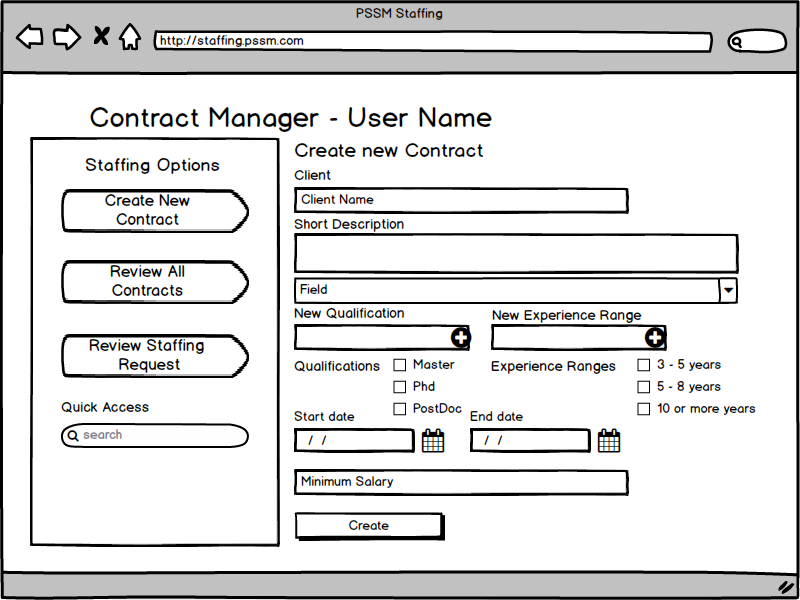 PSSM Staffing
http://staffing.pssm.com
Contract Manager - User Name
Staffing Options
Create New
Contract
Review All
Contracts
Review Staffing
Request
Quick Access
search
Create new Contract
Client
Client Name
Short Description
Field
New Qualification
New Experience Range
Qualifications
Master
Phd
PostDoc
Experience Ranges
3 - 5 years
5 - 8 years
10 or more years
Start date
/ /
End date
/ /
Minimum Salary
Create